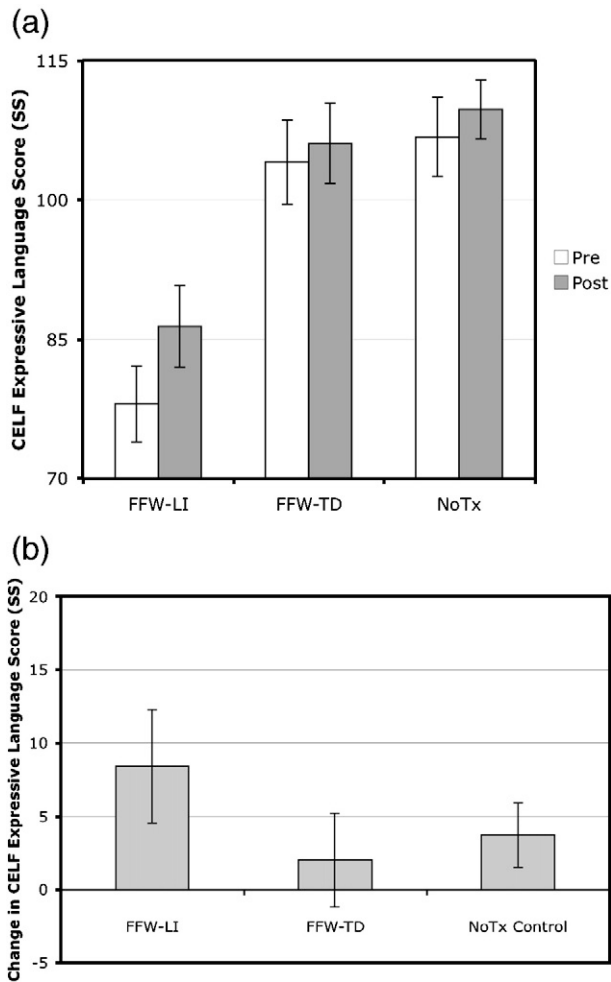 (a)
CELF Expressive Language Score (SS)
115
100
85
70
FFW-LI
FFW-TD
NoTx
Pre
Post
(b)
Change in CELF Expressive Language Score (SS)
20
15
10
5
0
-5
FFW-LI
FFW-TD
NoTx Control